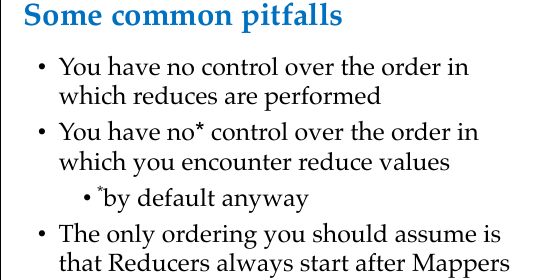 Some common pitfalls
• You have no control over the order in
which reduces are performed
• You have no* control over the order in
which you encounter reduce values
• *by default anyway
• The only ordering you should assume is
that Reducers always start after Mappers